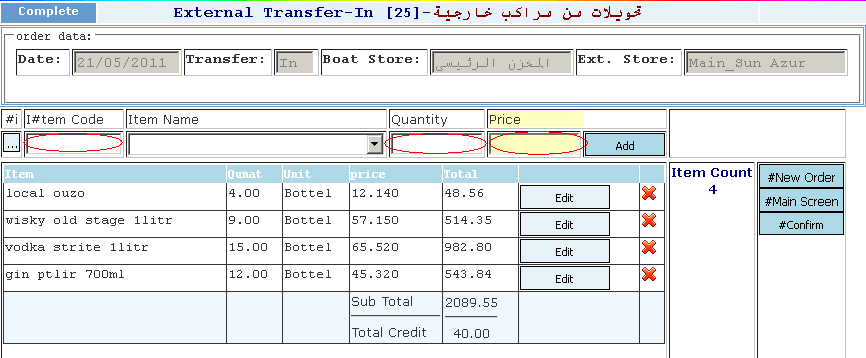 Complete
External Transfer-In [25]-تحويلات من مراكب خارجية
order data:
Date: 21/05/2011 Transfer: In Boat Store: المخزن الرئيسى Ext. Store: Main_Sun Azur
#i I#tem Code Item Name Quantity Price
... Add
Item Qunat Unit price Total
local ouzo 4.00 Bottel 12.140 48.56 Edit
wisky old stage 1litr 9.00 Bottel 57.150 514.35 Edit
vodka strite 1litr 15.00 Bottel 65.520 982.80 Edit
gin ptlir 700ml 12.00 Bottel 45.320 543.84 Edit
Sub Total 2089.55
Total Credit 40.00
Item Count
4
#New Order
#Main Screen
#Confirm